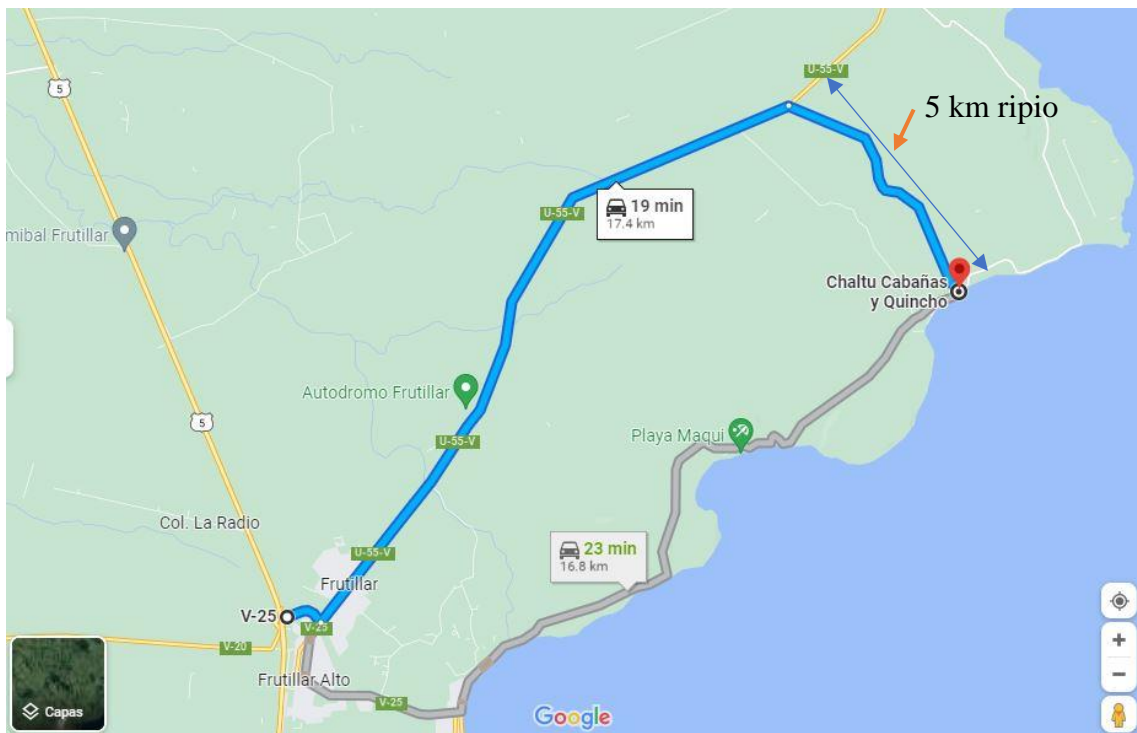 U-55-V
5
5 km ripio
19 min
17.4 km
U-55-V
mibal Frutillar
Chaltu Cabañas
y Quincho
Autodromo Frutillar
5
U-55-V
Playa Maqui
Col. La Radio
23 min
16.8 km
U-55-V
Frutillar
V-25
V-25
V-20
Frutillar Alto
V-25
Capas
Google